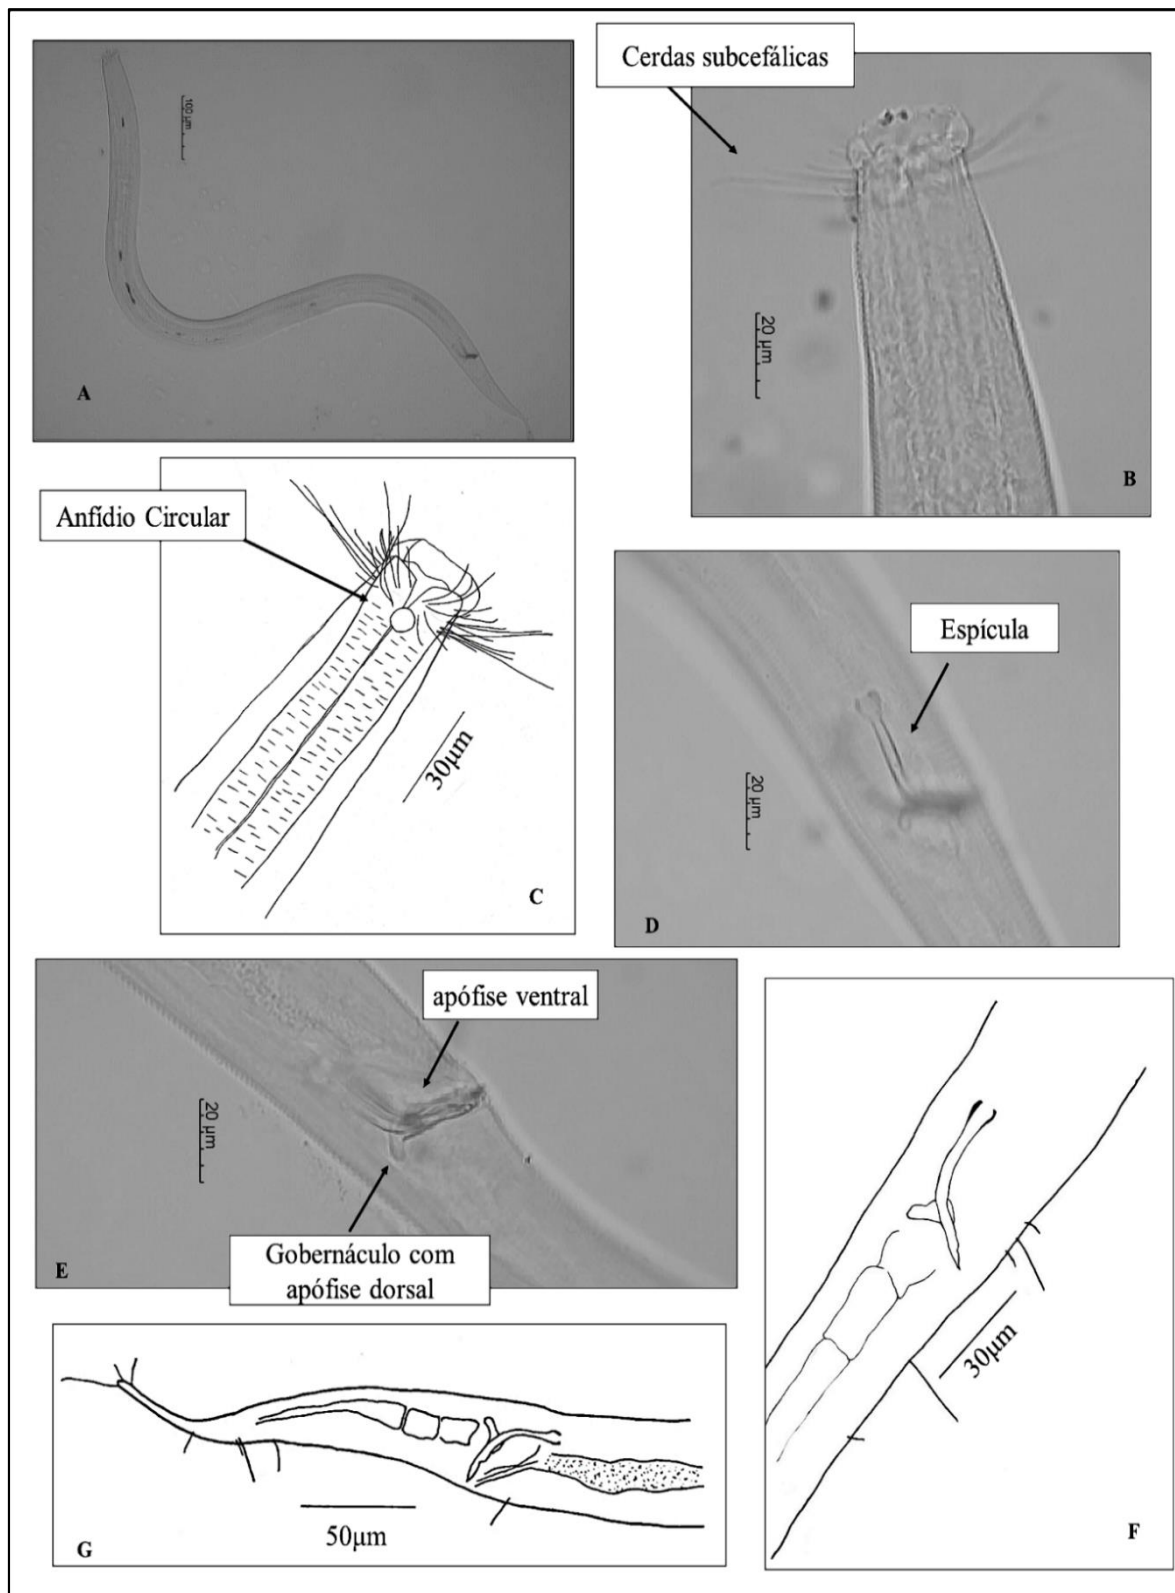 Cerdas subcefálicas
100 µm
A
20 µm
B
Anfídio Circular
30µm
C
Espícula
20 µm
D
apófise ventral
20 µm
Gobernáculo com
apófise dorsal
E
30µm
F
50µm
G